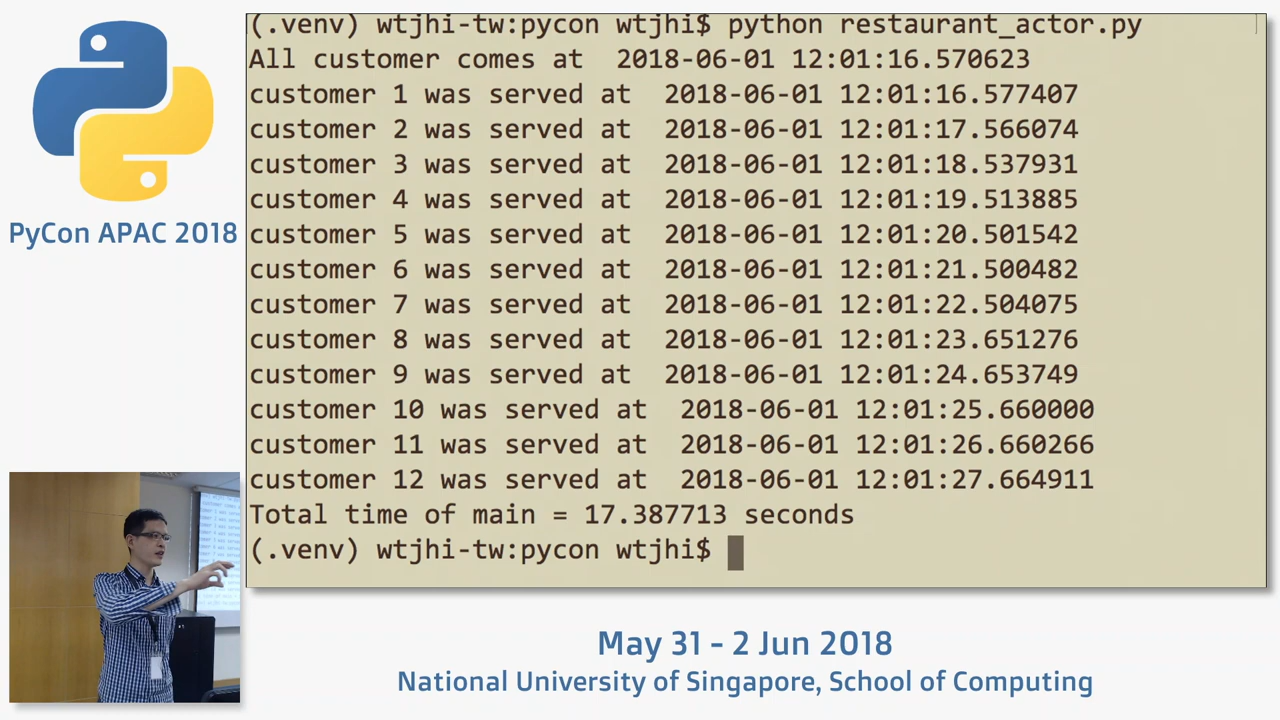 (.venv) wtjhi-tw:pycon wtjhi$ python restaurant_actor.py
All customer comes at  2018-06-01 12:01:16.570623
customer 1 was served at  2018-06-01 12:01:16.577407
customer 2 was served at  2018-06-01 12:01:17.566074
customer 3 was served at  2018-06-01 12:01:18.537931
customer 4 was served at  2018-06-01 12:01:19.513885
customer 5 was served at  2018-06-01 12:01:20.501542
customer 6 was served at  2018-06-01 12:01:21.500482
customer 7 was served at  2018-06-01 12:01:22.504075
customer 8 was served at  2018-06-01 12:01:23.651276
customer 9 was served at  2018-06-01 12:01:24.653749
customer 10 was served at  2018-06-01 12:01:25.660000
customer 11 was served at  2018-06-01 12:01:26.660266
customer 12 was served at  2018-06-01 12:01:27.664911
Total time of main = 17.387713 seconds
(.venv) wtjhi-tw:pycon wtjhi$
PyCon APAC 2018
May 31 - 2 Jun 2018
National University of Singapore, School of Computing